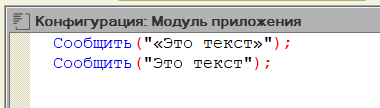 Конфигурация: Модуль приложения
Сообщить("«Это текст»");
Сообщить("Это текст");